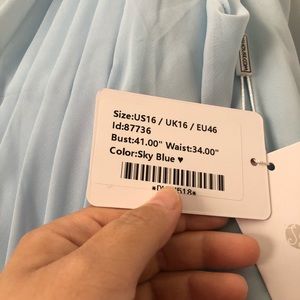 Size:US16 / UK16 / EU46
Id:87736
Bust:41.00" Waist:34.00"
Color:Sky Blue ♥